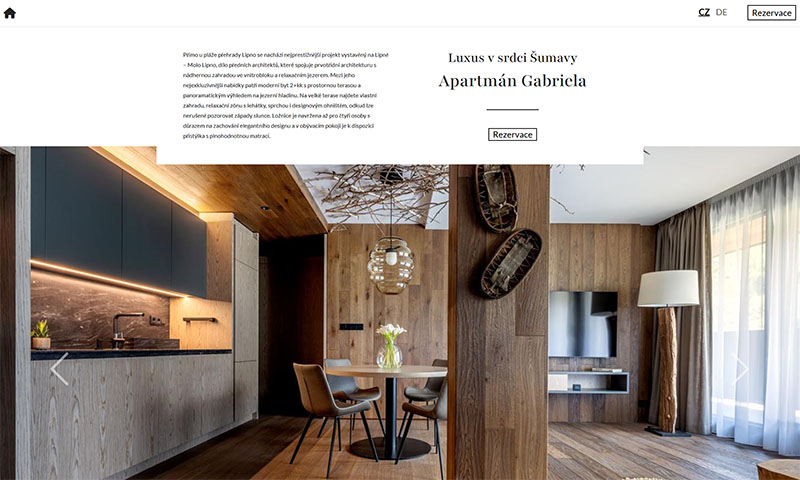 CZ DE
Rezervace
Přímo u pláže přehrady Lipno se nachází nejprestižnější projekt vystavěný na Lipně
– Molo Lipno, dílo předních architektů, které spojuje prvotřídní architekturu s
nádhernou zahradou ve vnitrobloku a relaxačním jezerem. Mezi jeho
nejexkluzivnější nabídky patří moderní byt 2+kk s prostornou terasou a
panoramatickým výhledem na jezerní hladinu. Na velké terase najdete vlastní
zahradu, relaxační zónu s lehátky, sprchou i designovým ohništěm, odkud lze
nerušeně pozorovat západy slunce. Ložnice je navržena až pro čtyři osoby s
důrazem na zachování elegantního designu a v obývacím pokoji je k dispozici
přistýlka s plnohodnotnou matrací.
Luxus v srdci Šumavy
Apartmán Gabriela
Rezervace